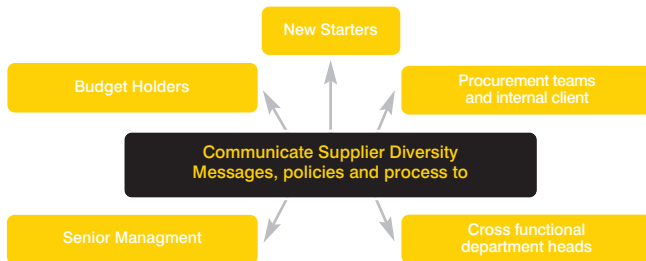 New Starters
Budget Holders
Procurement teams
and internal client
Communicate Supplier Diversity
Messages, policies and process to
Senior Managment
Cross functional
department heads